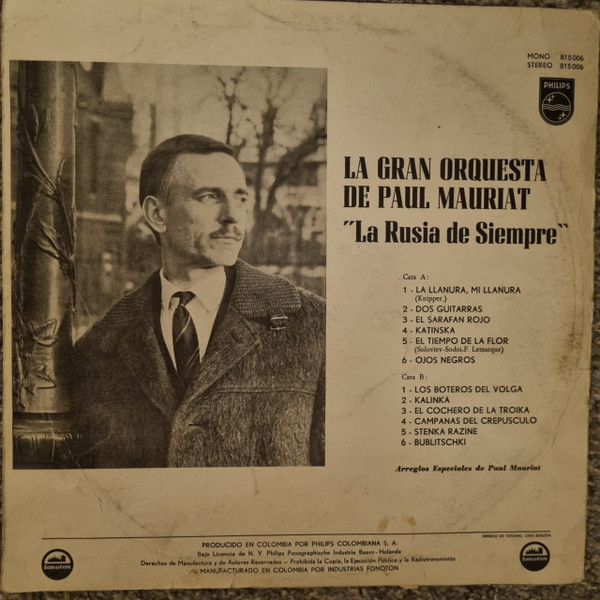 MONO 815006
STEREO 815006
PHILIPS
LA GRAN ORQUESTA
DE PAUL MAURIAT
"La Rusia de Siempre"
Cara A:
1 - LA LLANURA, MI LLANURA
(Knipper.)
2 - DOS GUITARRAS
3 - EL SARAFAN ROJO
4 - KATINSKA
5 - EL TIEMPO DE LA FLOR
(Soloviev-Sedoi-F. Lemarque)
6 - OJOS NEGROS
Cara B:
1 - LOS BOTEROS DEL VOLGA
2 - KALINKA
3 - EL COCHERO DE LA TROIKA
4 - CAMPANAS DEL CREPUSCULO
5 - STENKA RAZINE
6 - BUBLITSCHKI
Arreglos Especiales de Paul Mauriat
PRODUCIDO EN COLOMBIA POR PHILIPS COLOMBIANA S. A.
Bajo Licencia de N. V. Philips Phonographische Industrie Baarn - Holanda
Derechos de Manufactura y de Autores Reservados - Prohibida la Copia, la Ejecución Pública y la Radiotransmisión
MANUFACTURADO EN COLOMBIA POR INDUSTRIAS FONOTON
fonoton
fonoton